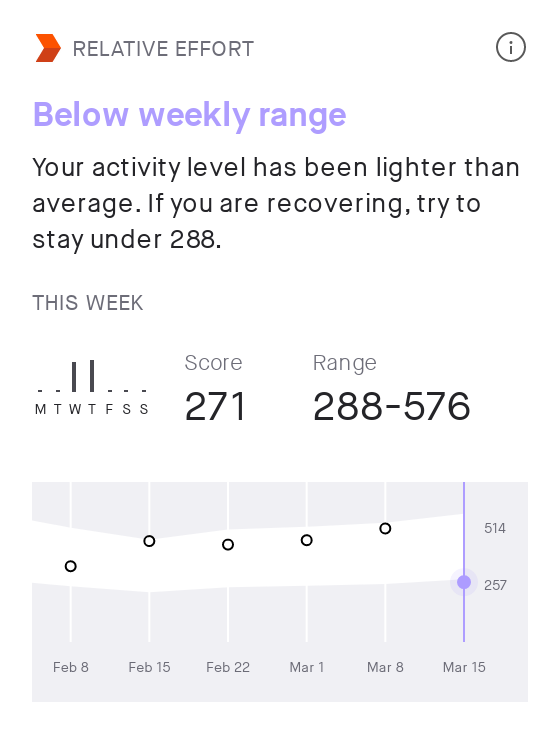 RELATIVE EFFORT
Below weekly range
Your activity level has been lighter than
average. If you are recovering, try to
stay under 288.
THIS WEEK
Score Range
271 288-576
M T W T F S S
514
257
Feb 8 Feb 15 Feb 22 Mar 1 Mar 8 Mar 15